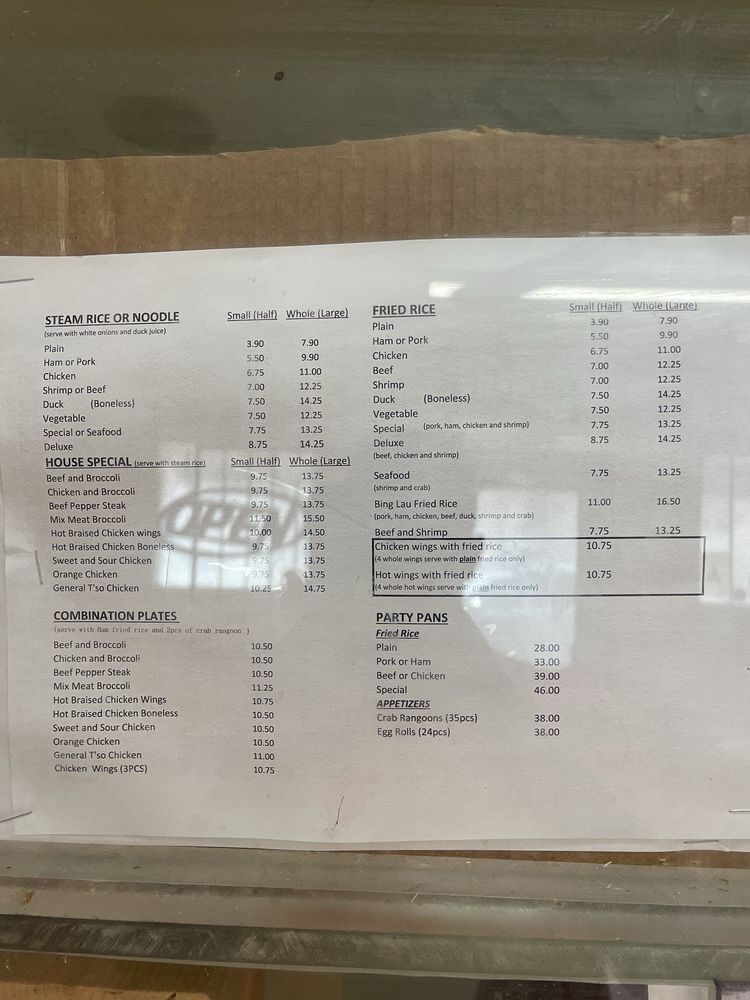 STEAM RICE OR NOODLE Small (Half) Whole (Large)
(serve with white onions and duck juice)
Plain 3.90 7.90
Ham or Pork 5.50 9.90
Chicken 6.75 11.00
Shrimp or Beef 7.00 12.25
Duck (Boneless) 7.50 14.25
Vegetable 7.50 12.25
Special or Seafood 7.75 13.25
Deluxe 8.75 14.25
HOUSE SPECIAL (serve with steam rice) Small (Half) Whole (Large)
Beef and Broccoli 9.75 13.75
Chicken and Broccoli 9.75 13.75
Beef Pepper Steak 9.75 13.75
Mix Meat Broccoli 11.50 15.50
Hot Braised Chicken wings 10.00 14.50
Hot Braised Chicken Boneless 9.75 13.75
Sweet and Sour Chicken 9.75 13.75
Orange Chicken 9.75 13.75
General T'so Chicken 10.25 14.75
COMBINATION PLATES
(serve with Ham fried rice and 2pcs of crab rangoon )
Beef and Broccoli 10.50
Chicken and Broccoli 10.50
Beef Pepper Steak 10.50
Mix Meat Broccoli 11.25
Hot Braised Chicken Wings 10.75
Hot Braised Chicken Boneless 10.50
Sweet and Sour Chicken 10.50
Orange Chicken 10.50
General T'so Chicken 11.00
Chicken Wings (3PCS) 10.75
FRIED RICE Small (Half) Whole (Large)
Plain 3.90 7.90
Ham or Pork 5.50 9.90
Chicken 6.75 11.00
Beef 7.00 12.25
Shrimp 7.00 12.25
Duck (Boneless) 7.50 14.25
Vegetable 7.50 12.25
Special (pork, ham, chicken and shrimp) 7.75 13.25
Deluxe 8.75 14.25
(beef, chicken and shrimp)
Seafood 7.75 13.25
(shrimp and crab)
Bing Lau Fried Rice 11.00 16.50
(pork, ham, chicken, beef, duck, shrimp and crab)
Beef and Shrimp 7.75 13.25
Chicken wings with fried rice 10.75
(4 whole wings serve with plain fried rice only)
Hot wings with fried rice 10.75
(4 whole hot wings serve with plain fried rice only)
PARTY PANS
Fried Rice
Plain 28.00
Pork or Ham 33.00
Beef or Chicken 39.00
Special 46.00
APPETIZERS
Crab Rangoons (35pcs) 38.00
Egg Rolls (24pcs) 38.00
OPEN